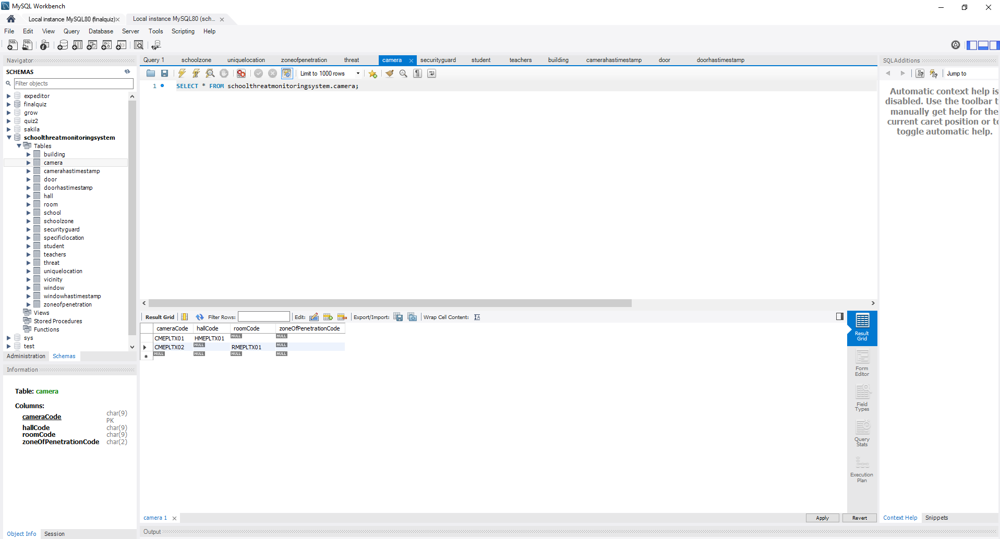 MySQL Workbench
Local instance MySQL80 (finalquiz)
Local instance MySQL80 (sch...
File Edit View Query Database Server Tools Scripting Help
Navigator
SCHEMAS
Filter objects
expeditor
finalquiz
grow
quiz2
sakila
schoolthreatmonitoringsystem
Tables
building
camera
camerahastimestamp
door
doorhastimestamp
hall
room
school
schoolzone
securityguard
specificlocation
student
teachers
threat
uniquelocation
vicinity
window
windowhastimestamp
zoneofpenetration
Views
Stored Procedures
Functions
sys
test
Administration Schemas
Information
Table: camera
Columns:
cameraCode char(9) PK
hallCode char(9)
roomCode char(9)
zoneOfPenetrationCode char(2)
Object Info Session
Query 1 schoolzone uniquelocation zoneofpenetration threat camera securityguard student teachers building camerahastimestamp door doorhastimestamp
Limit to 1000 rows
1 SELECT * FROM schoolthreatmonitoringsystem.camera;
Result Grid Filter Rows: Edit: Export/Import: Wrap Cell Content:
cameraCode hallCode roomCode zoneOfPenetrationCode
CMEPLTX01 HMEPLTX01 NULL NULL
CMEPLTX02 NULL RMEPLTX01 NULL
NULL NULL NULL NULL
Result Grid
Form Editor
Field Types
Query Stats
Execution Plan
camera 1
Apply Revert
Output
SQLAdditions
Jump to
Automatic context help is
disabled. Use the toolbar t
manually get help for the
current caret position or to
toggle automatic help.
Context Help Snippets